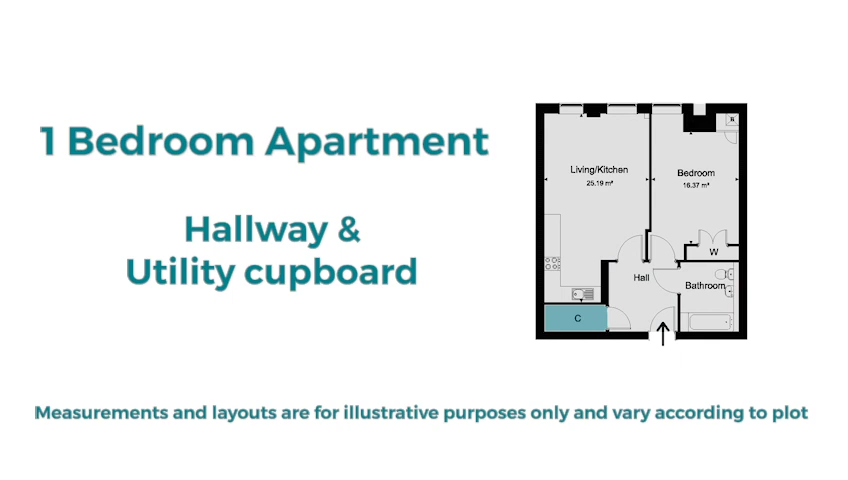 1 Bedroom Apartment
Hallway &
Utility cupboard
Living/Kitchen
25.19 m²
Bedroom
16.37 m²
W
Hall
Bathroom
C
Measurements and layouts are for illustrative purposes only and vary according to plot